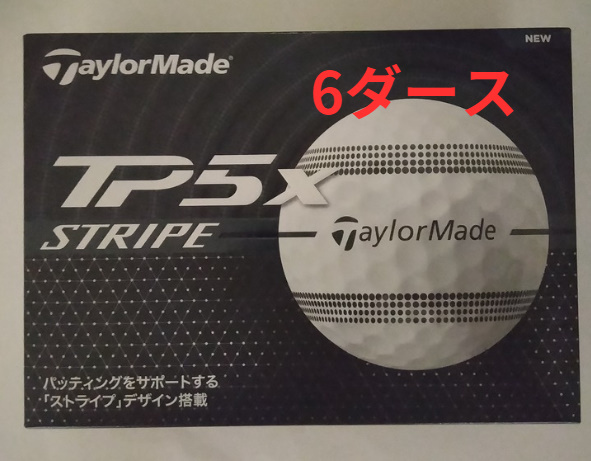 NEW
TaylorMade
6ダース
TP5x
STRIPE
TaylorMade
パッティングをサポートする
「ストライプ」デザイン搭載